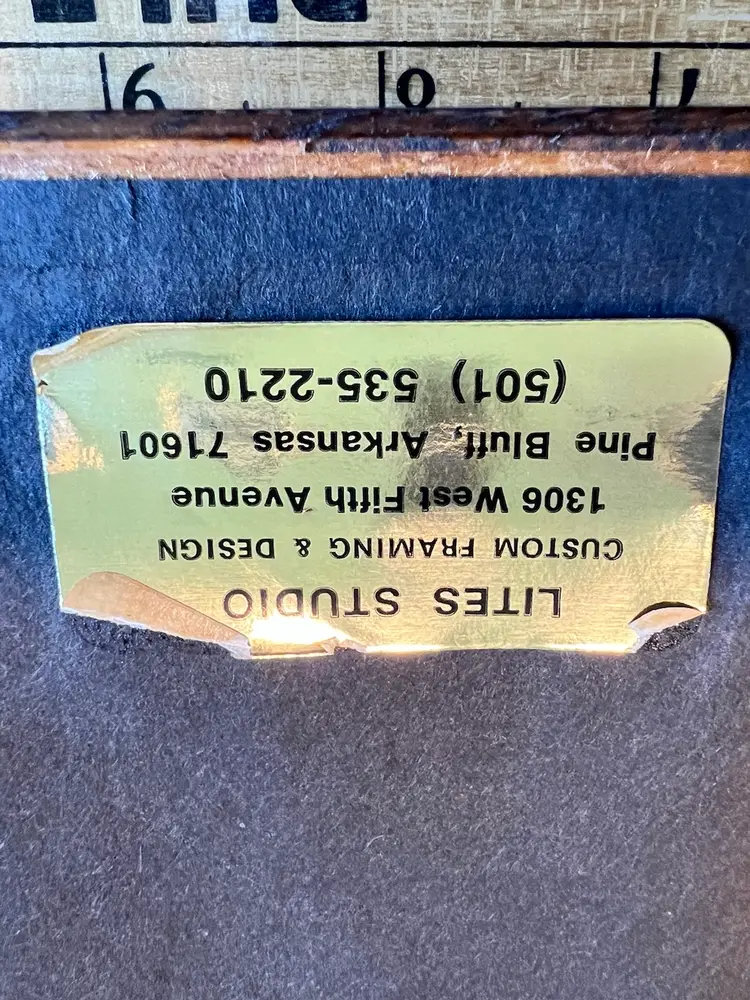 LITES STUDIO
CUSTOM FRAMING & DESIGN
1306 West Fifth Avenue
Pine Bluff, Arkansas 71601
(501) 535-2210